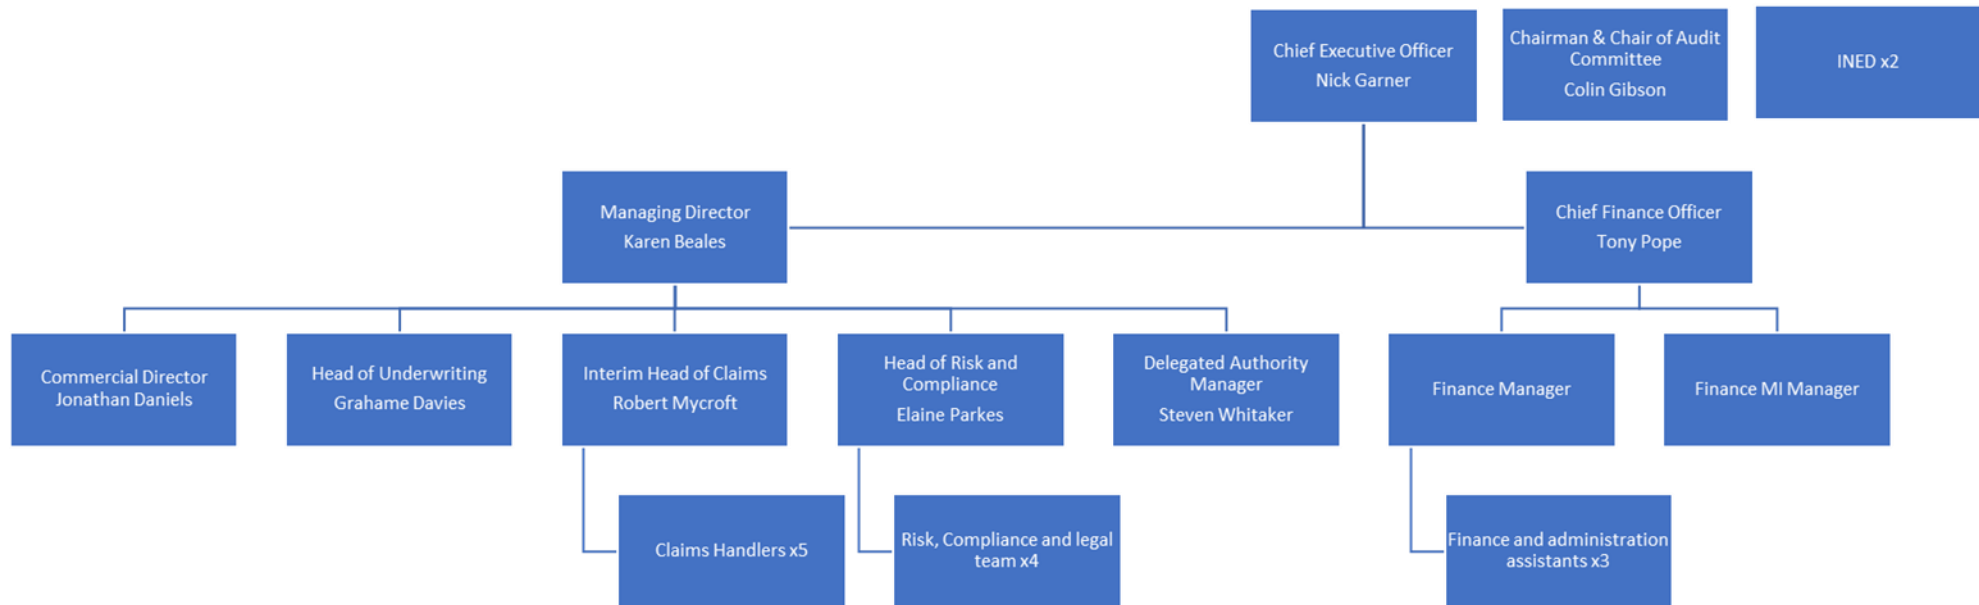 Chief Executive Officer
Nick Garner
Chairman & Chair of Audit
Committee
Colin Gibson
INED x2
Managing Director
Karen Beales
Chief Finance Officer
Tony Pope
Commercial Director
Jonathan Daniels
Head of Underwriting
Grahame Davies
Interim Head of Claims
Robert Mycroft
Head of Risk and
Compliance
Elaine Parkes
Delegated Authority
Manager
Steven Whitaker
Finance Manager
Finance MI Manager
Claims Handlers x5
Risk, Compliance and legal
team x4
Finance and administration
assistants x3